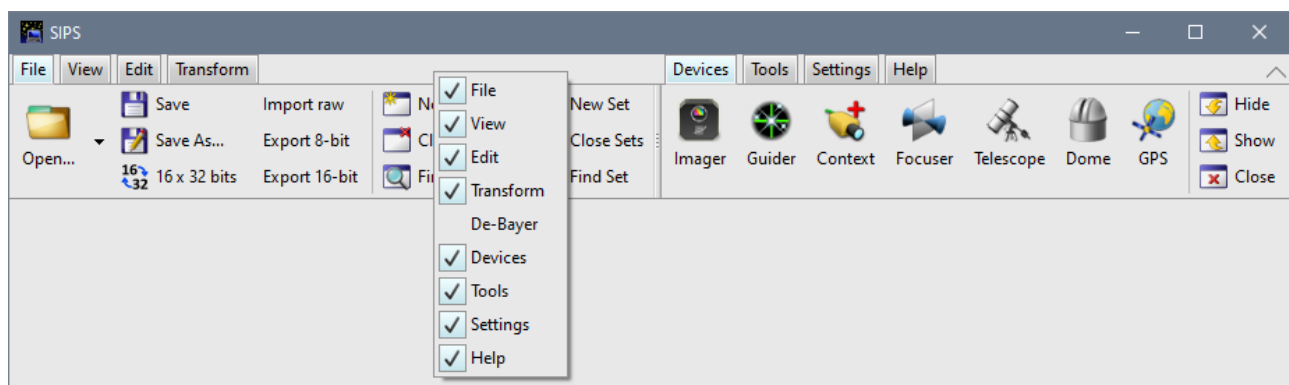 SIPS
File View Edit Transform Devices Tools Settings Help
Open...
Save Import raw
Save As... Export 8-bit
16 32 16 x 32 bits Export 16-bit
New Set
Close Sets
Find Set
File
View
Edit
Transform
De-Bayer
Devices
Tools
Settings
Help
Imager Guider Context Focuser Telescope Dome GPS
Hide
Show
Close